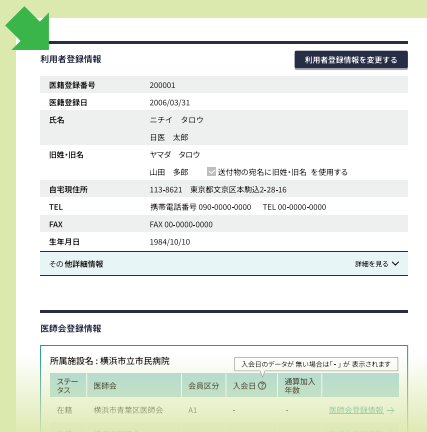 利用者登録情報
利用者登録情報を変更する
医籍登録番号 200001
医籍登録日 2006/03/31
氏名 ニチイ タロウ
日医 太郎
旧姓・旧名 ヤマダ タロウ
山田 多郎 送付物の宛名に旧姓・旧名 を使用する
自宅現住所 113-8621 東京都文京区本駒込2-28-16
TEL 携帯電話番号 090-0000-0000 TEL 00-0000-0000
FAX FAX 00-0000-0000
生年月日 1984/10/10
その他詳細情報 詳細を見る
医師会登録情報
所属施設名 : 横浜市立市民病院
入会日のデータが 無い場合は「 - 」が 表示されます
ステータス 医師会 会員区分 入会日 ? 通算加入年数
在籍 横浜市青葉区医師会 A1 - - 医師会登録情報 →